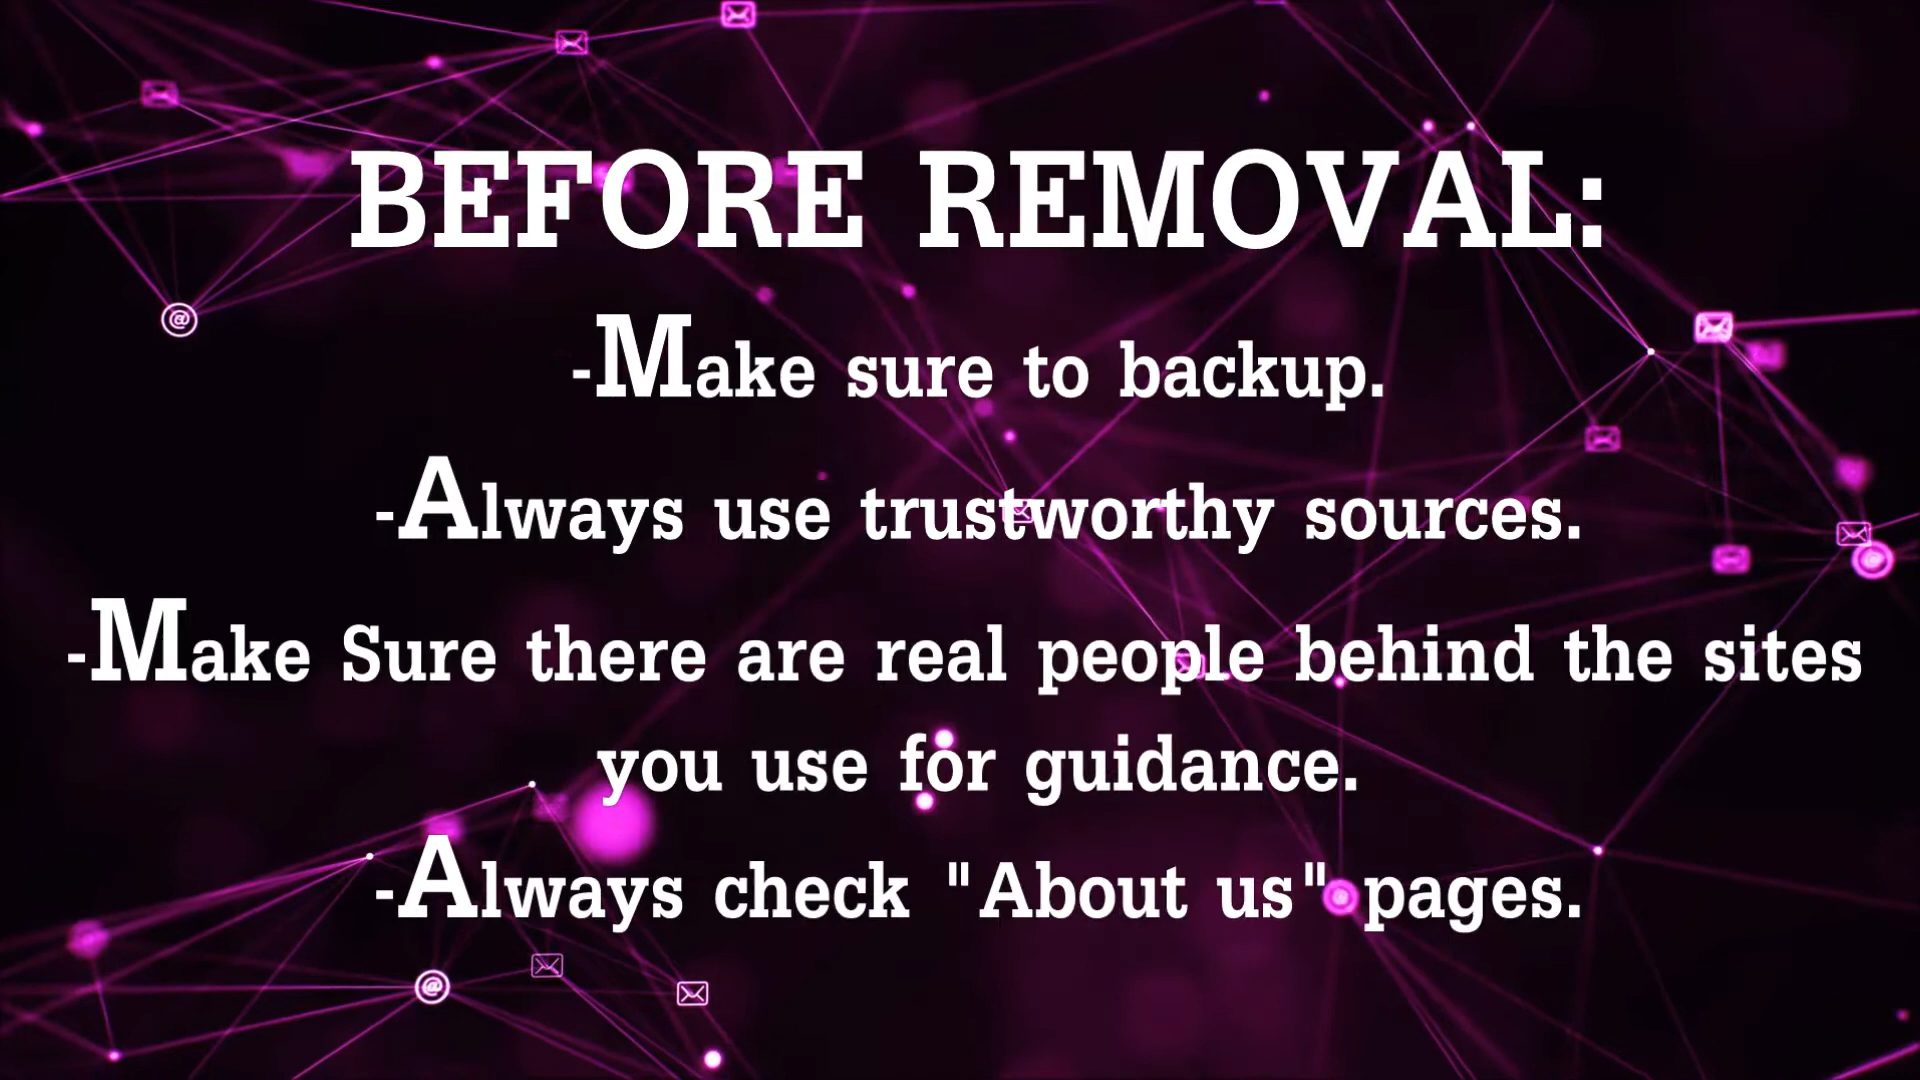 BEFORE REMOVAL:
-Make sure to backup.
-Always use trustworthy sources.
-Make Sure there are real people behind the sites
you use for guidance.
-Always check "About us" pages.